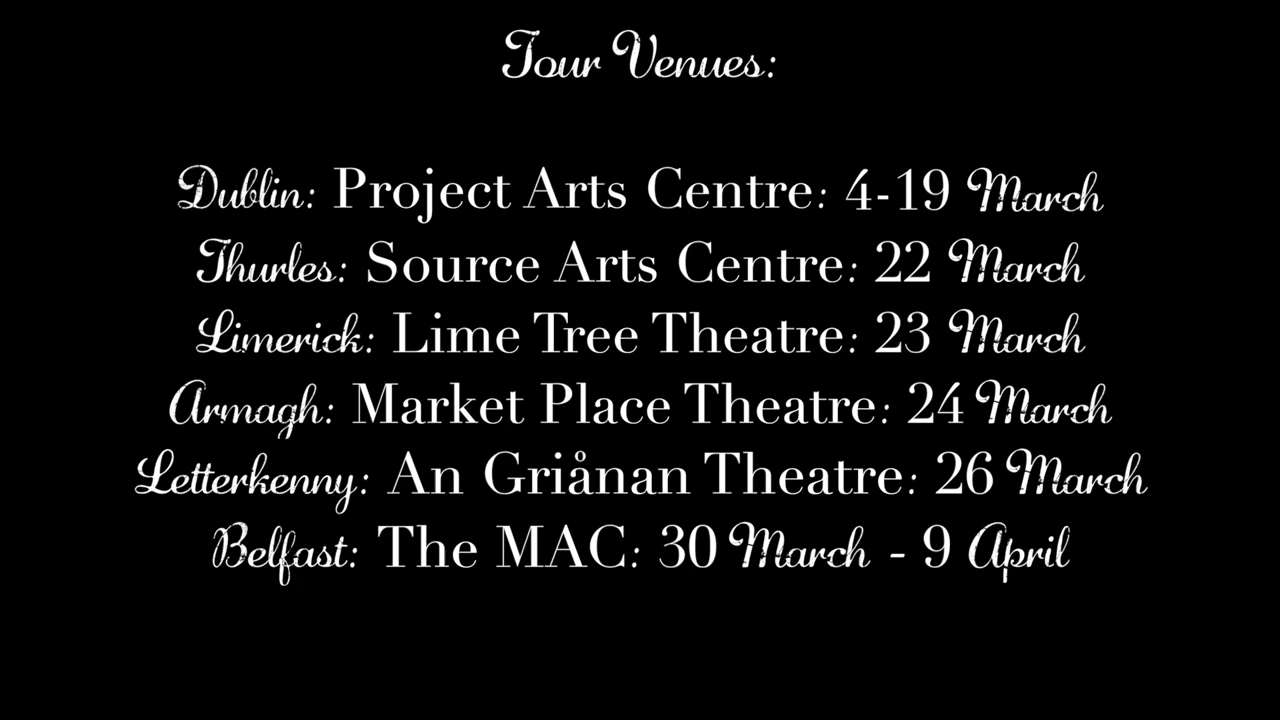 Tour Venues:
Dublin: Project Arts Centre: 4-19 March
Thurles: Source Arts Centre: 22 March
Limerick: Lime Tree Theatre: 23 March
Armagh: Market Place Theatre: 24 March
Letterkenny: An Griånan Theatre: 26 March
Belfast: The MAC: 30 March - 9 April